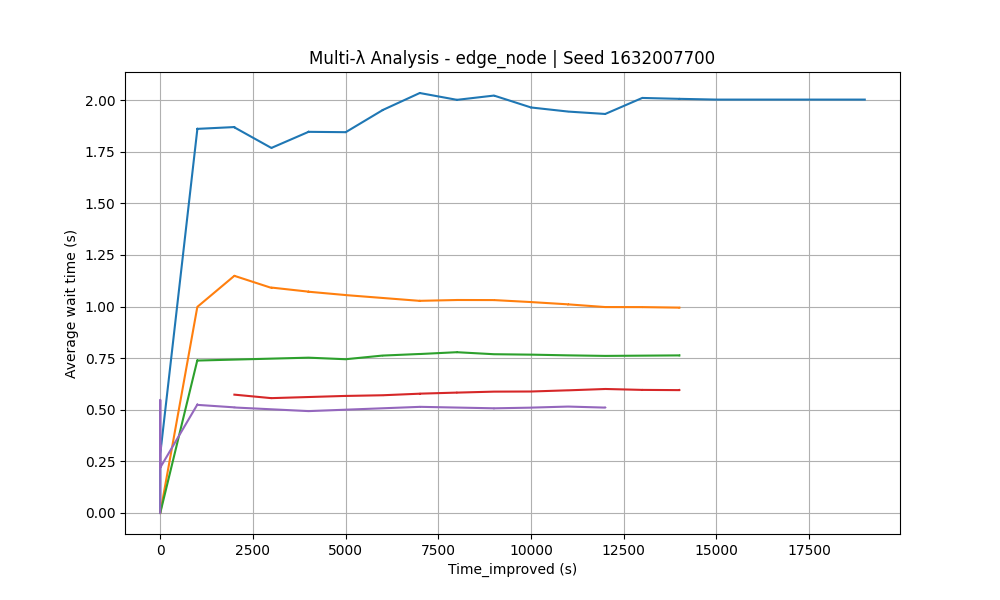 Multi-λ Analysis - edge_node | Seed 1632007700
Average wait time (s)
2.00
1.75
1.50
1.25
1.00
0.75
0.50
0.25
0.00
0 2500 5000 7500 10000 12500 15000 17500
Time_improved (s)